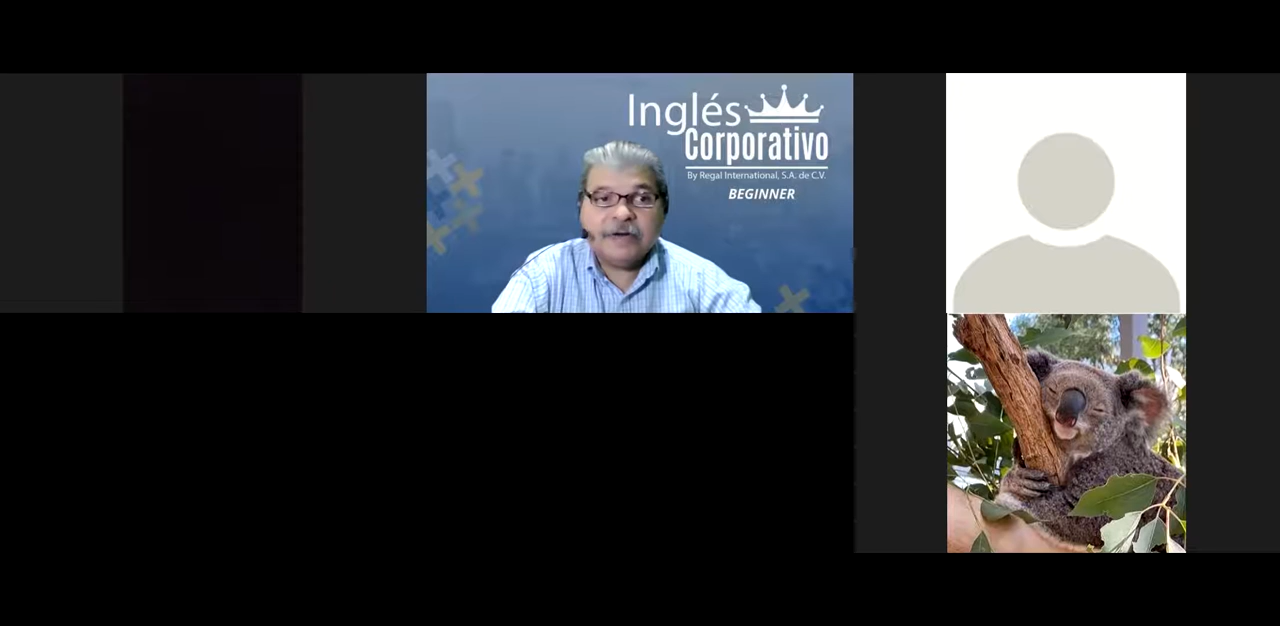 Inglés
Corporativo
By Regal International, S.A. de C.V.
BEGINNER